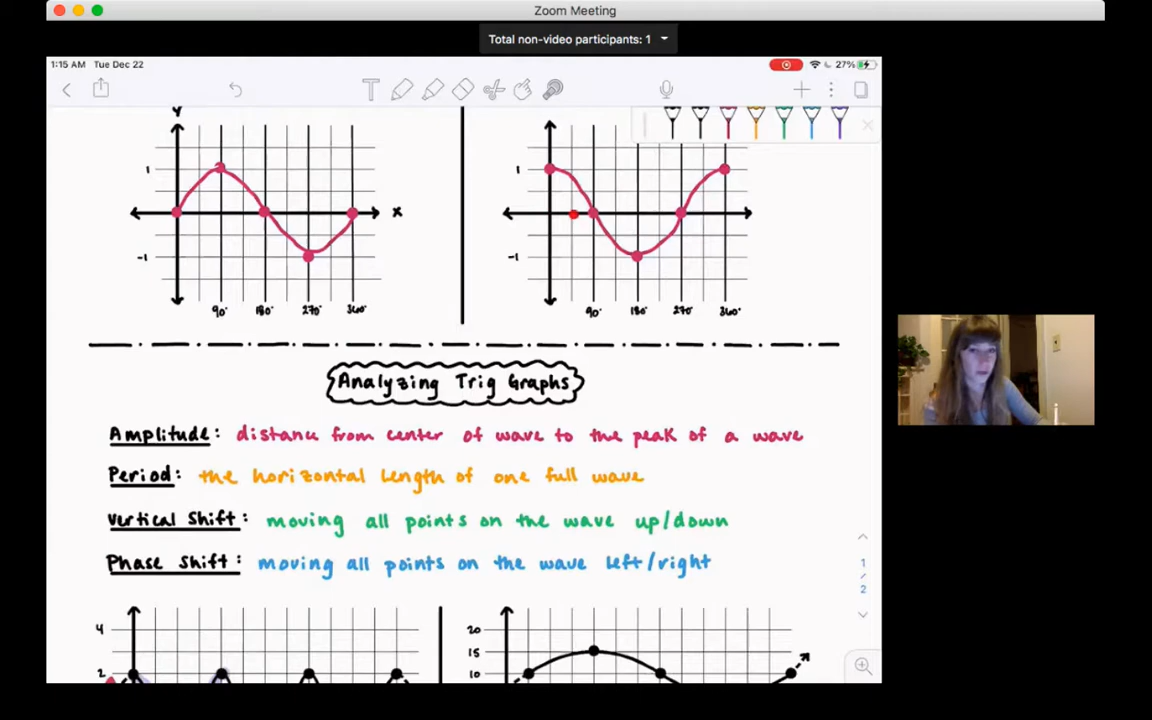 Zoom Meeting
Total non-video participants: 1
1:15 AM Tue Dec 22
27%
T
Y
1
1
x
-1
-1
90° 180° 270° 360°
90° 180° 270° 360°
Analyzing Trig Graphs
Amplitude: distance from center of wave to the peak of a wave
Period: the horizontal length of one full wave
Vertical Shift: moving all points on the wave up/down
Phase Shift: moving all points on the wave left/right
1
/
2
4
2
20
15
10